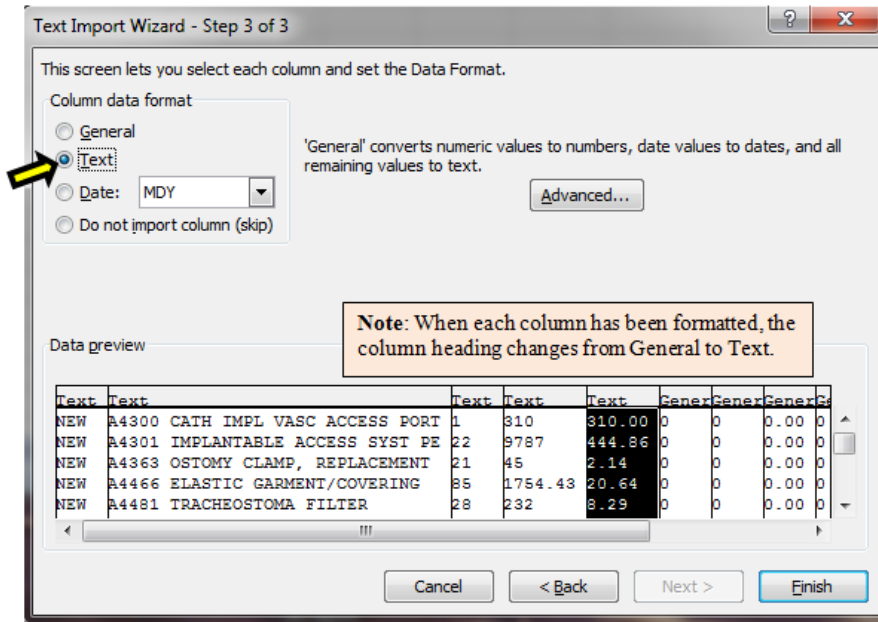 Text Import Wizard - Step 3 of 3
This screen lets you select each column and set the Data Format.
Column data format
General
Text
Date: MDY
Do not import column (skip)
'General' converts numeric values to numbers, date values to dates, and all
remaining values to text.
Advanced...
Note: When each column has been formatted, the
column heading changes from General to Text.
Data preview
Text Text Text Text Text Gener Gener Gener Ge
NEW A4300 CATH IMPL VASC ACCESS PORT 1 310 310.00 0 0 0.00 0
NEW A4301 IMPLANTABLE ACCESS SYST PE 22 9787 444.86 0 0 0.00 0
NEW A4363 OSTOMY CLAMP, REPLACEMENT 21 45 2.14 0 0 0.00 0
NEW A4466 ELASTIC GARMENT/COVERING 85 1754.43 20.64 0 0 0.00 0
NEW A4481 TRACHEOSTOMA FILTER 28 232 8.29 0 0 0.00 0
Cancel < Back Next > Finish